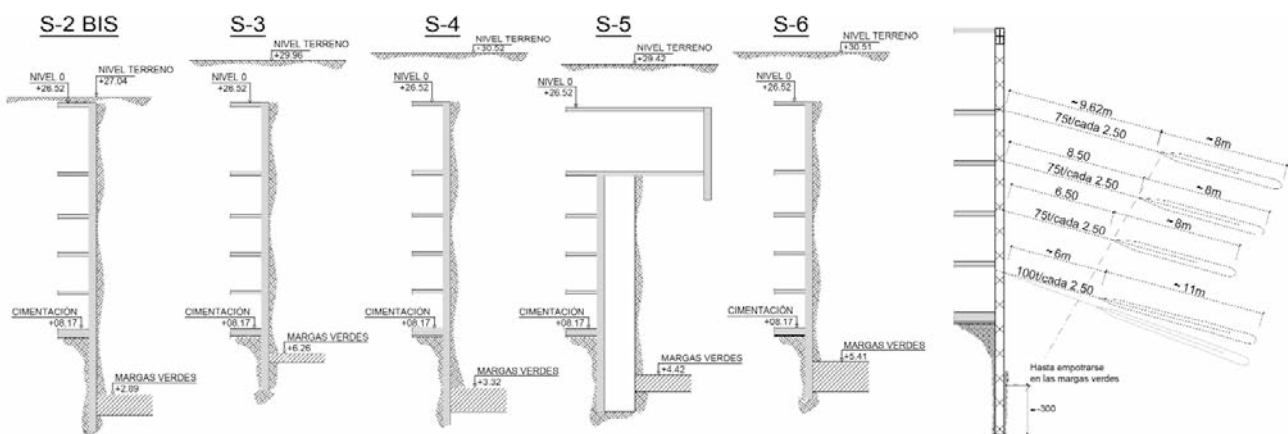 S-2 BIS
NIVEL 0
+26.52
NIVEL TERRENO
+27.04
CIMENTACIÓN
+08.17
MARGAS VERDES
+2.89
S-3
NIVEL TERRENO
+29.96
NIVEL 0
+26.52
CIMENTACIÓN
+08.17
MARGAS VERDES
+6.26
S-4
NIVEL TERRENO
+30.52
NIVEL 0
+26.52
CIMENTACIÓN
+08.17
MARGAS VERDES
+3.32
S-5
NIVEL TERRENO
+29.42
NIVEL 0
+26.52
CIMENTACIÓN
+08.17
MARGAS VERDES
+4.42
S-6
NIVEL TERRENO
+30.51
NIVEL 0
+26.52
CIMENTACIÓN
+08.17
MARGAS VERDES
+5.41
~9.62m
75t/cada 2.50
~8m
8.50
75t/cada 2.50
~8m
6.50
75t/cada 2.50
~8m
~6m
100t/cada 2.50
~11m
Hasta empotrarse
en las margas verdes
~300